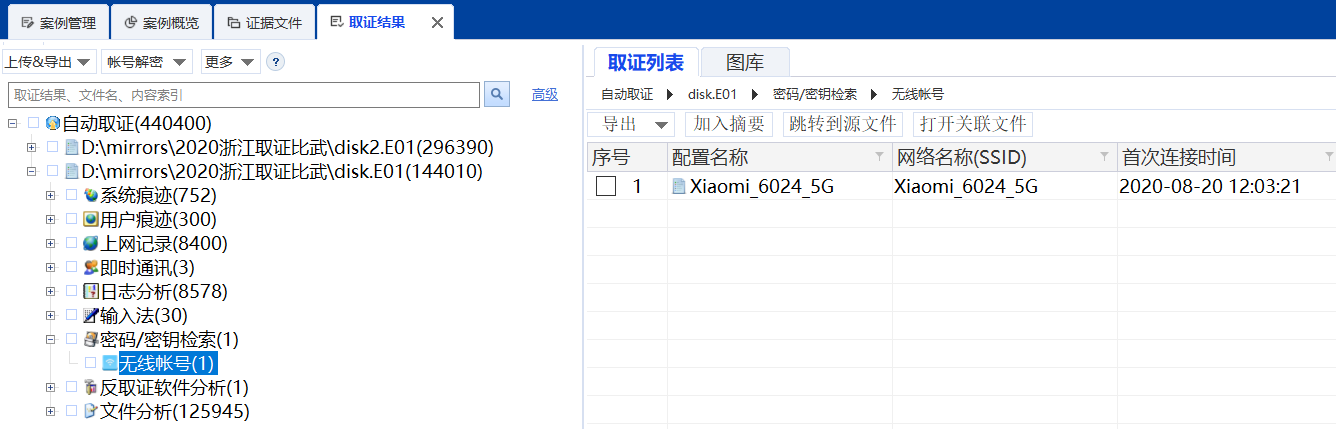 案例管理 案例概览 证据文件 取证结果
上传&导出 帐号解密 更多 ?
取证结果、文件名、内容索引 高级
自动取证(440400)
D:\mirrors\2020浙江取证比武\disk2.E01(296390)
D:\mirrors\2020浙江取证比武\disk.E01(144010)
系统痕迹(752)
用户痕迹(300)
上网记录(8400)
即时通讯(3)
日志分析(8578)
输入法(30)
密码/密钥检索(1)
无线帐号(1)
反取证软件分析(1)
文件分析(125945)
取证列表 图库
自动取证 disk.E01 密码/密钥检索 无线帐号
导出 加入摘要 跳转到源文件 打开关联文件
序号 配置名称 网络名称(SSID) 首次连接时间
1 Xiaomi_6024_5G Xiaomi_6024_5G 2020-08-20 12:03:21